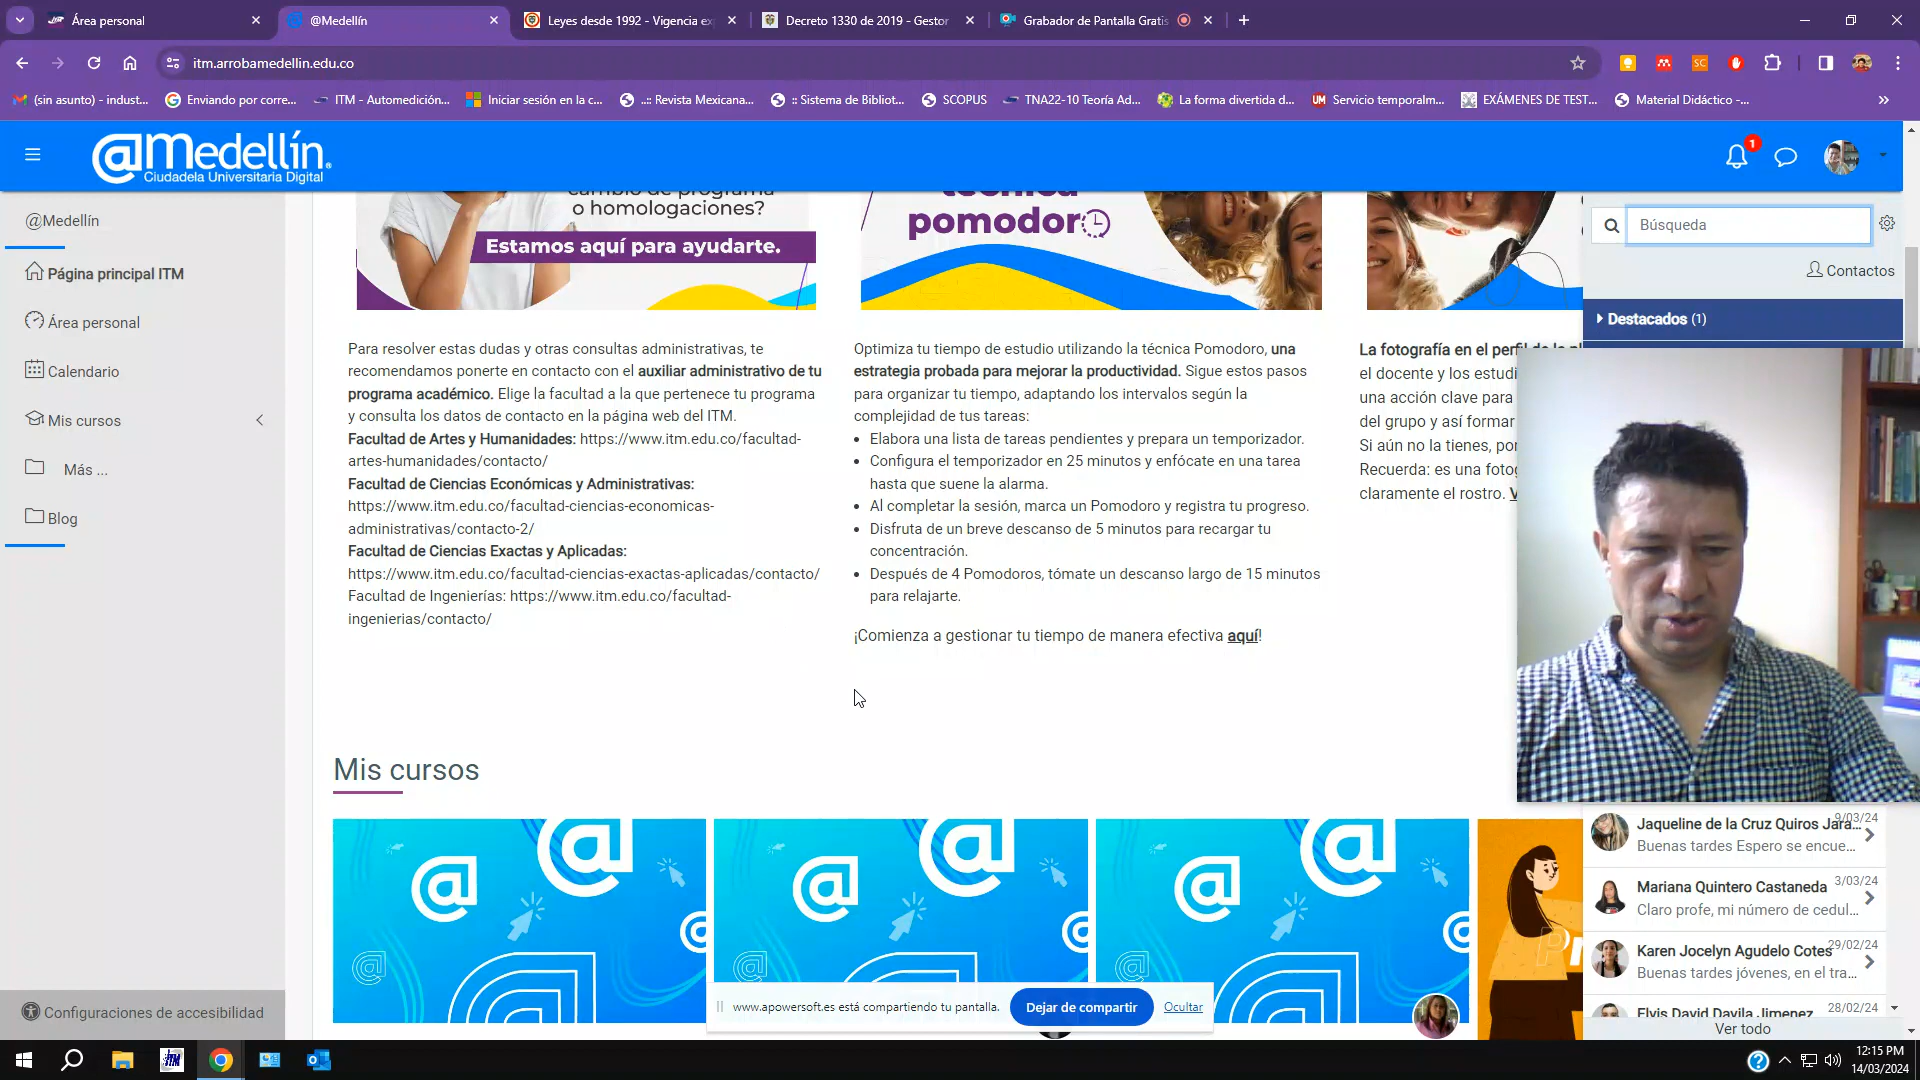 Área personal
@Medellín
Leyes desde 1992 - Vigencia ex
Decreto 1330 de 2019 - Gestor
Grabador de Pantalla Gratis
itm.arrobamedellin.edu.co
(sin asunto) - indust...
Enviando por corre...
ITM - Automedición...
Iniciar sesión en la c...
..:: Revista Mexicana...
:: Sistema de Bibliot...
SCOPUS
TNA22-10 Teoría Ad...
La forma divertida d...
Servicio temporalm...
EXÁMENES DE TEST...
Material Didáctico -...
@Medellín
Ciudadela Universitaria Digital
1
@Medellín
Página principal ITM
Área personal
Calendario
Mis cursos
Más ...
Blog
Configuraciones de accesibilidad
cambio de programa
o homologaciones?
Estamos aquí para ayudarte.
Para resolver estas dudas y otras consultas administrativas, te
recomendamos ponerte en contacto con el auxiliar administrativo de tu
programa académico. Elige la facultad a la que pertenece tu programa
y consulta los datos de contacto en la página web del ITM.
Facultad de Artes y Humanidades: https://www.itm.edu.co/facultad-
artes-humanidades/contacto/
Facultad de Ciencias Económicas y Administrativas:
https://www.itm.edu.co/facultad-ciencias-economicas-
administrativas/contacto-2/
Facultad de Ciencias Exactas y Aplicadas:
https://www.itm.edu.co/facultad-ciencias-exactas-aplicadas/contacto/
Facultad de Ingenierías: https://www.itm.edu.co/facultad-
ingenierias/contacto/
técnica
pomodoro
Optimiza tu tiempo de estudio utilizando la técnica Pomodoro, una
estrategia probada para mejorar la productividad. Sigue estos pasos
para organizar tu tiempo, adaptando los intervalos según la
complejidad de tus tareas:
• Elabora una lista de tareas pendientes y prepara un temporizador.
• Configura el temporizador en 25 minutos y enfócate en una tarea
hasta que suene la alarma.
• Al completar la sesión, marca un Pomodoro y registra tu progreso.
• Disfruta de un breve descanso de 5 minutos para recargar tu
concentración.
• Después de 4 Pomodoros, tómate un descanso largo de 15 minutos
para relajarte.
¡Comienza a gestionar tu tiempo de manera efectiva aquí!
La fotografía en el perfil de la
el docente y los estudi
una acción clave para
del grupo y así formar
Si aún no la tienes, por
Recuerda: es una fotog
claramente el rostro. V
Búsqueda
Contactos
Destacados (1)
Jaqueline de la Cruz Quiros Jara... 9/03/24
Buenas tardes Espero se encue...
Mariana Quintero Castaneda 3/03/24
Claro profe, mi número de cedul...
Karen Jocelyn Agudelo Cotes 29/02/24
Buenas tardes jóvenes, en el tra...
Elvis David Davila Jimenez 28/02/24
Ver todo
Mis cursos
www.apowersoft.es está compartiendo tu pantalla.
Dejar de compartir
Ocultar
12:15 PM
14/03/2024